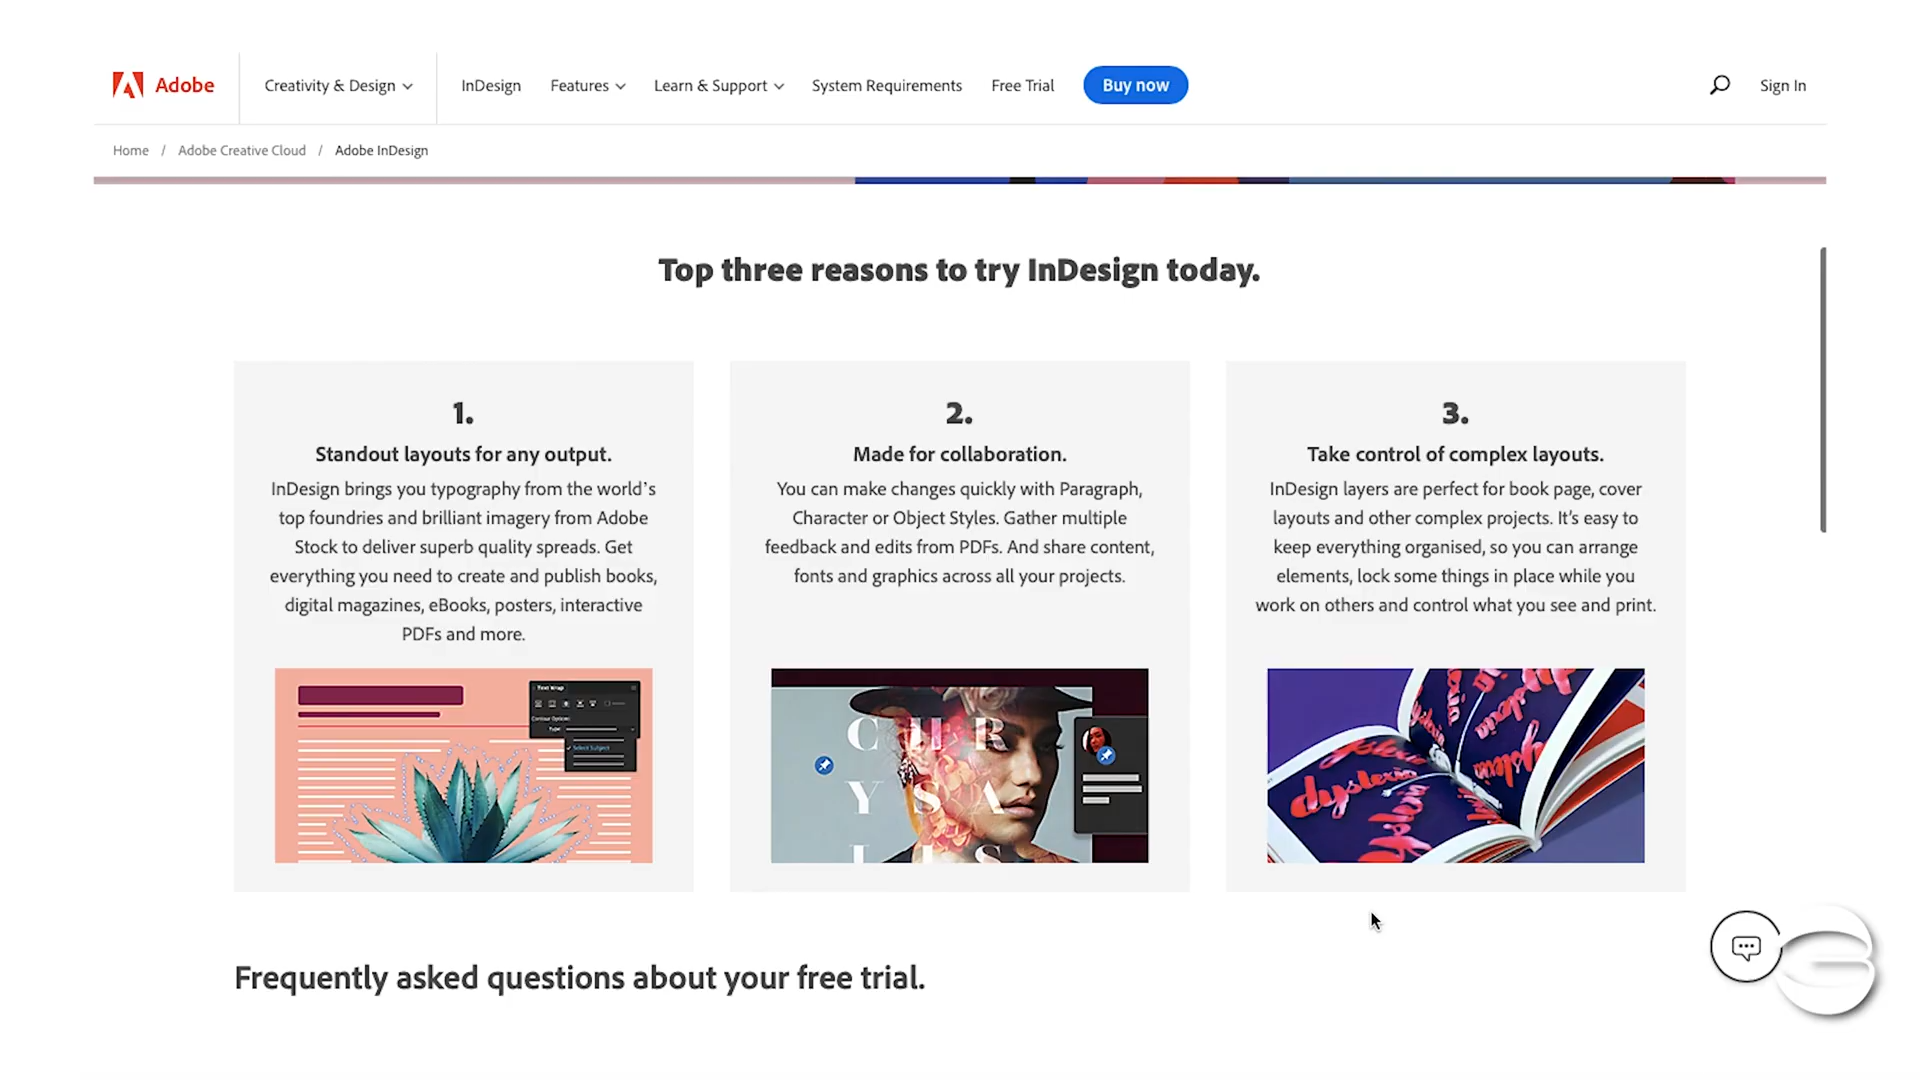 Adobe
Creativity & Design
InDesign
Features
Learn & Support
System Requirements
Free Trial
Buy now
Sign In
Home / Adobe Creative Cloud / Adobe InDesign
Top three reasons to try InDesign today.
1.
Standout layouts for any output.
InDesign brings you typography from the world's
top foundries and brilliant imagery from Adobe
Stock to deliver superb quality spreads. Get
everything you need to create and publish books,
digital magazines, eBooks, posters, interactive
PDFs and more.
Text Wrap
Contour Options:
Type:
Select Subject
2.
Made for collaboration.
You can make changes quickly with Paragraph,
Character or Object Styles. Gather multiple
feedback and edits from PDFs. And share content,
fonts and graphics across all your projects.
C H R
Y S A
L I S
3.
Take control of complex layouts.
InDesign layers are perfect for book page, cover
layouts and other complex projects. It's easy to
keep everything organised, so you can arrange
elements, lock some things in place while you
work on others and control what you see and print.
dyslexia
Frequently asked questions about your free trial.